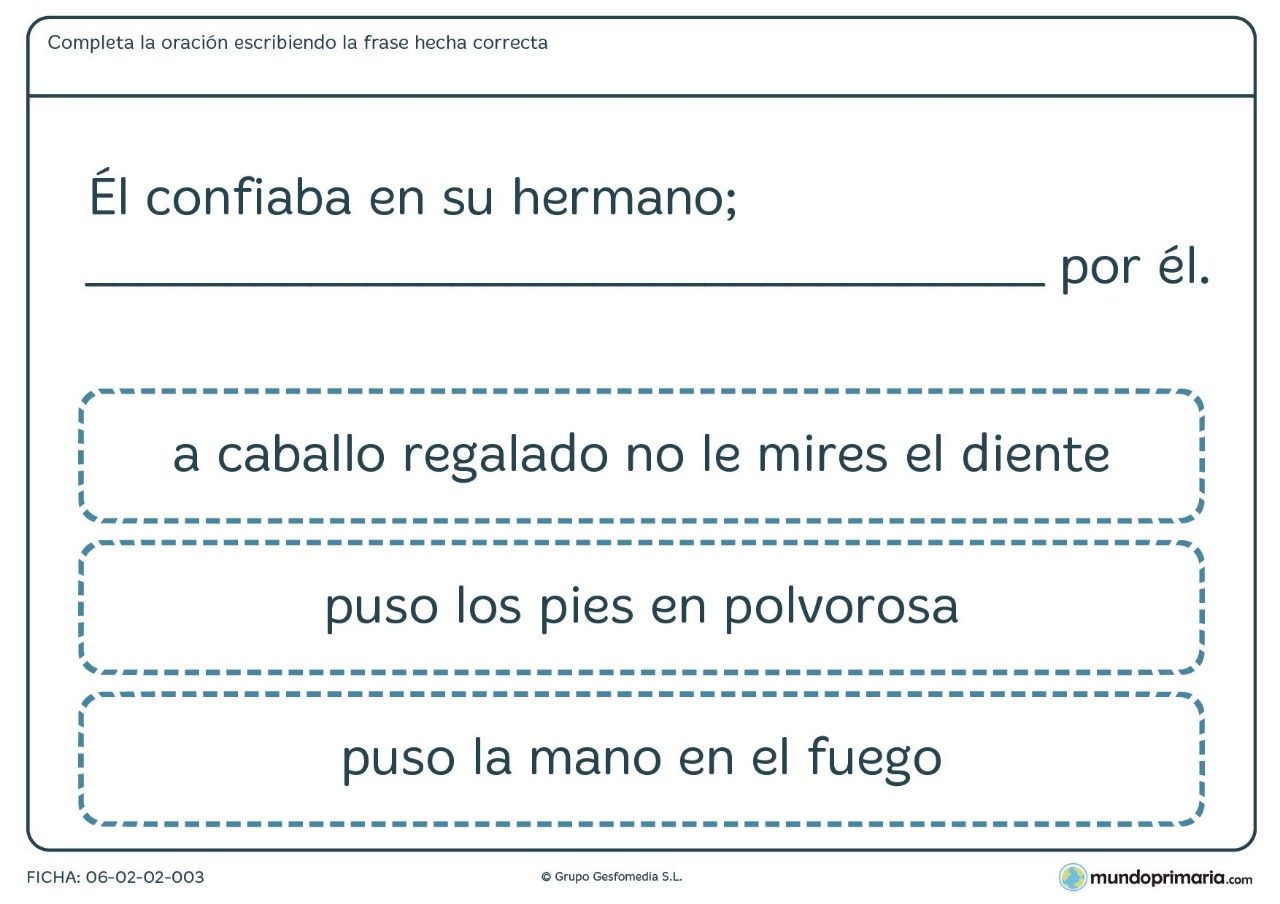 Completa la oración escribiendo la frase hecha correcta
Él confiaba en su hermano;
____________________ por él.
a caballo regalado no le mires el diente
puso los pies en polvorosa
puso la mano en el fuego
FICHA: 06-02-02-003
© Grupo Gesfomedia S.L.
mundoprimaria.com